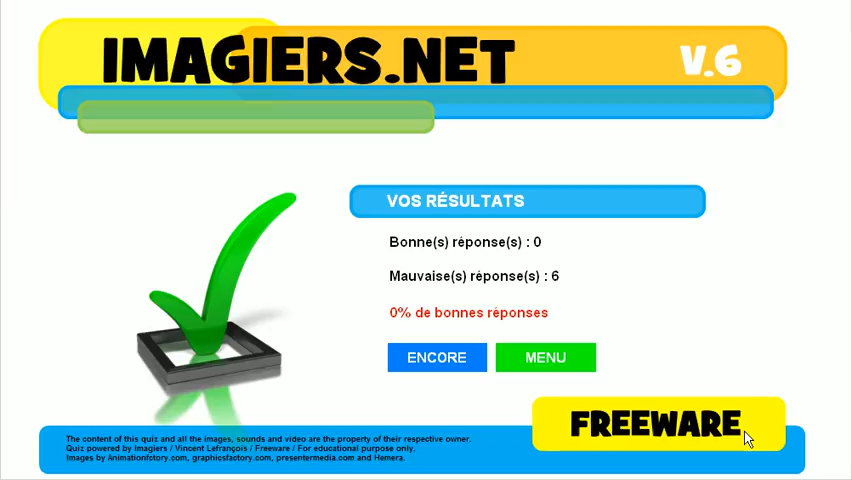 IMAGIERS.NET
V.6
VOS RÉSULTATS
Bonne(s) réponse(s) : 0
Mauvaise(s) réponse(s) : 6
0% de bonnes réponses
ENCORE
MENU
FREEWARE
The content of this quiz and all the images, sounds and video are the property of their respective owner.
Quiz powered by Imagiers / Vincent Lefrançois / Freeware / For educational purpose only.
Images by Animationfctory.com, graphicsfactory.com, presentermedia.com and Hemera.